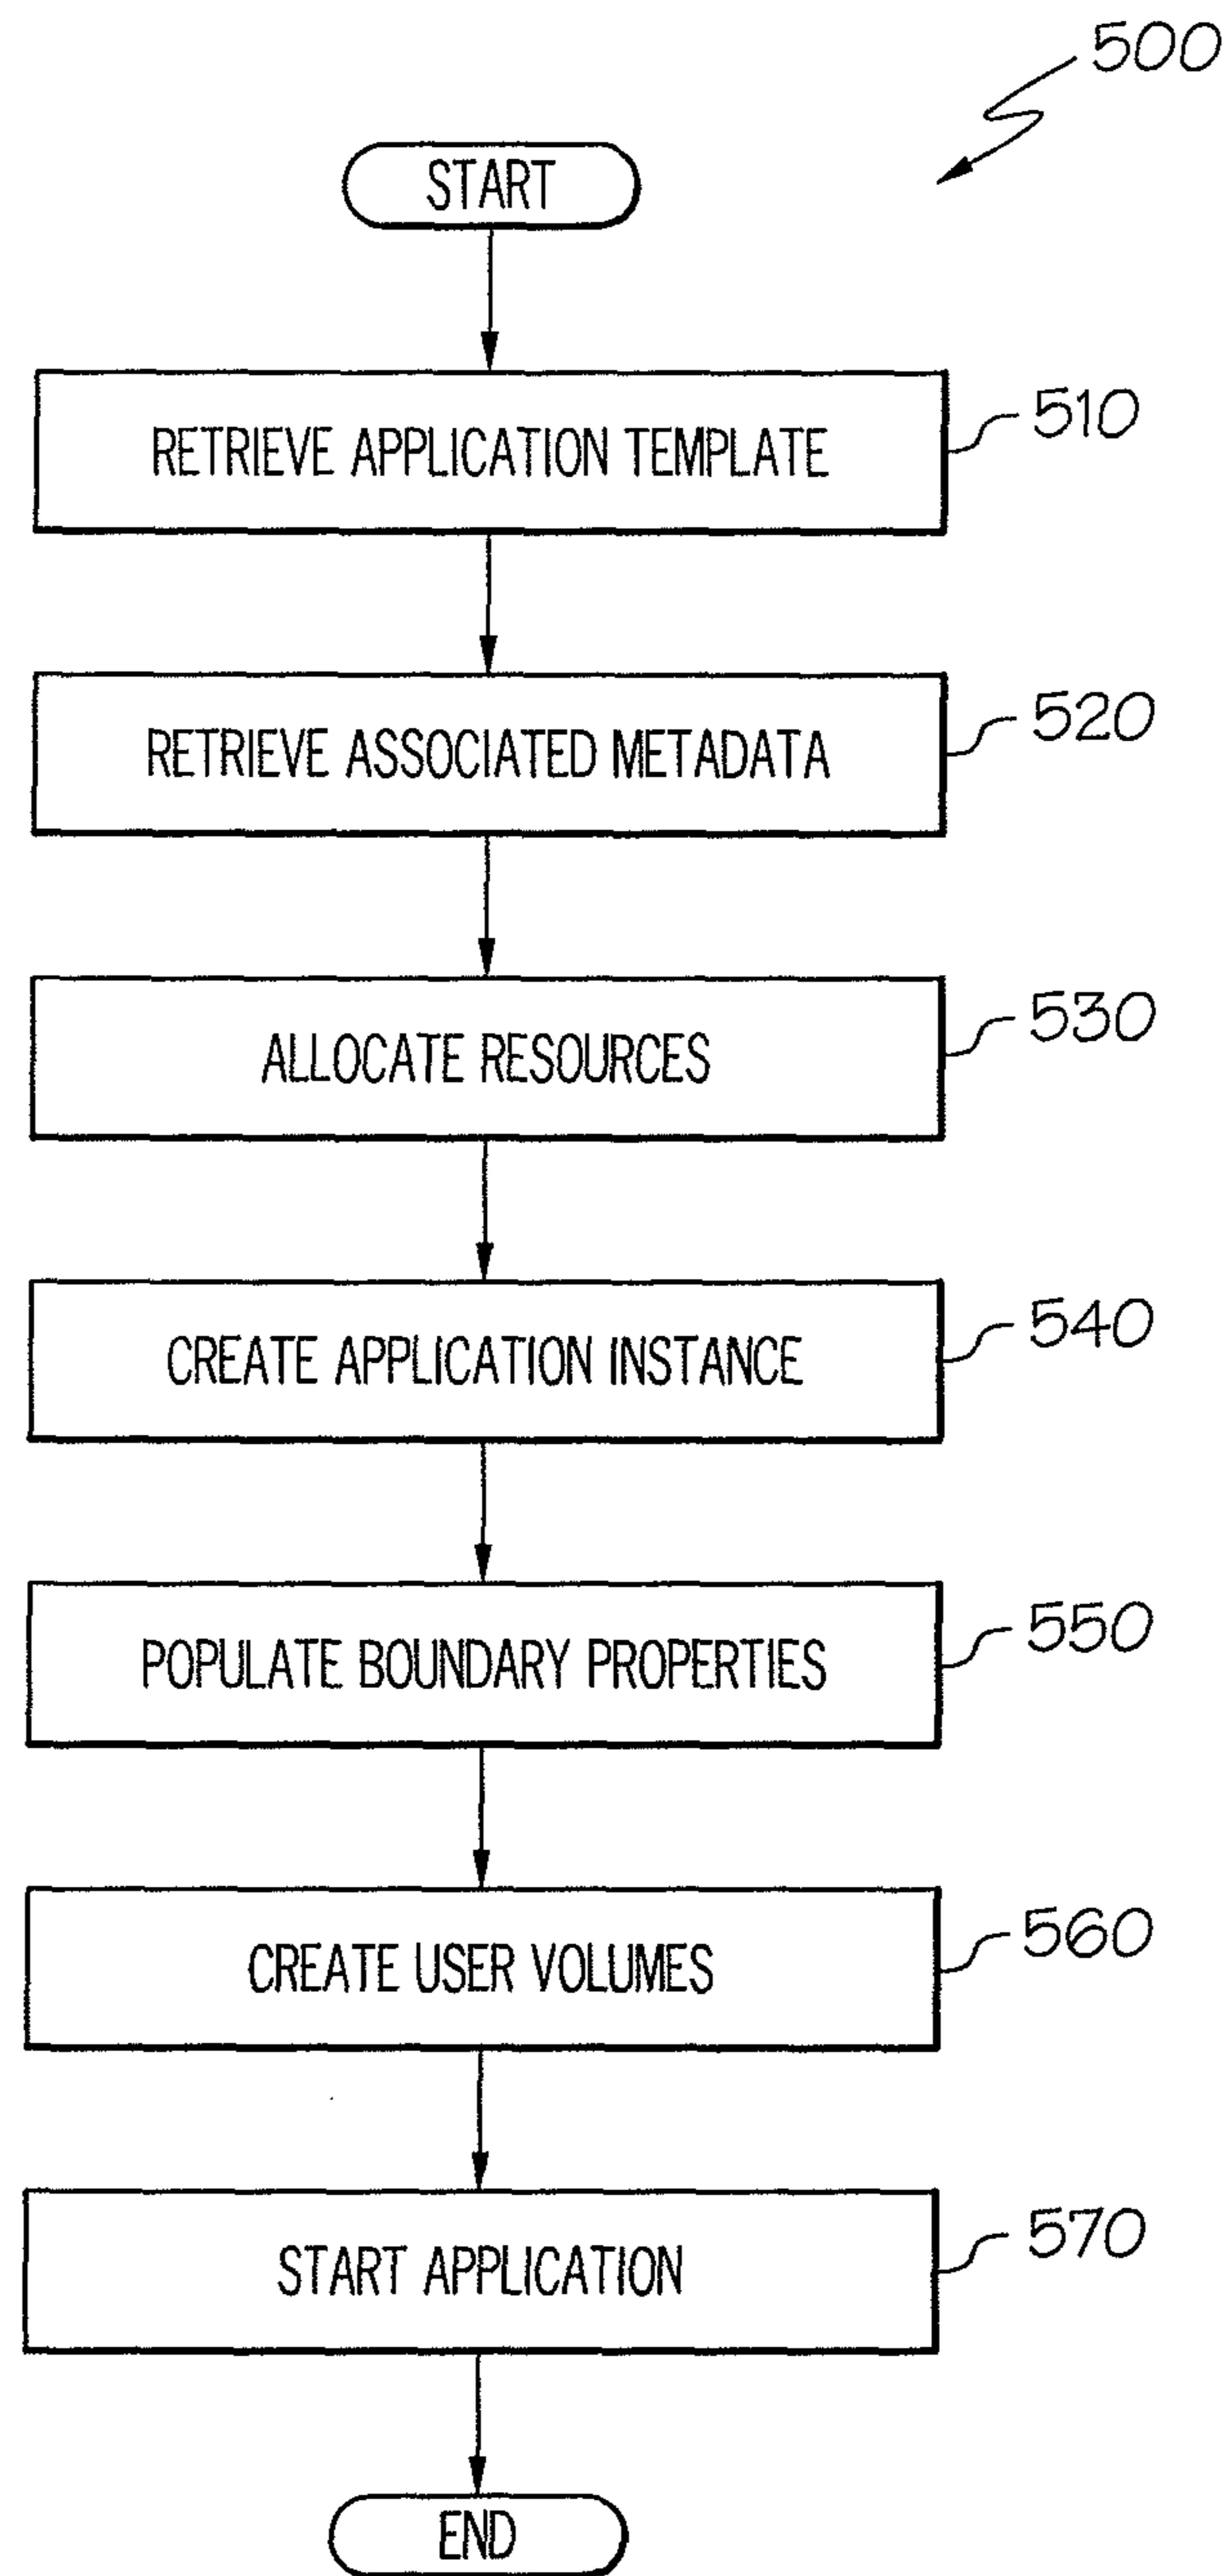 500
START
RETRIEVE APPLICATION TEMPLATE
510
RETRIEVE ASSOCIATED METADATA
520
ALLOCATE RESOURCES
530
CREATE APPLICATION INSTANCE
540
POPULATE BOUNDARY PROPERTIES
550
CREATE USER VOLUMES
560
START APPLICATION
570
END